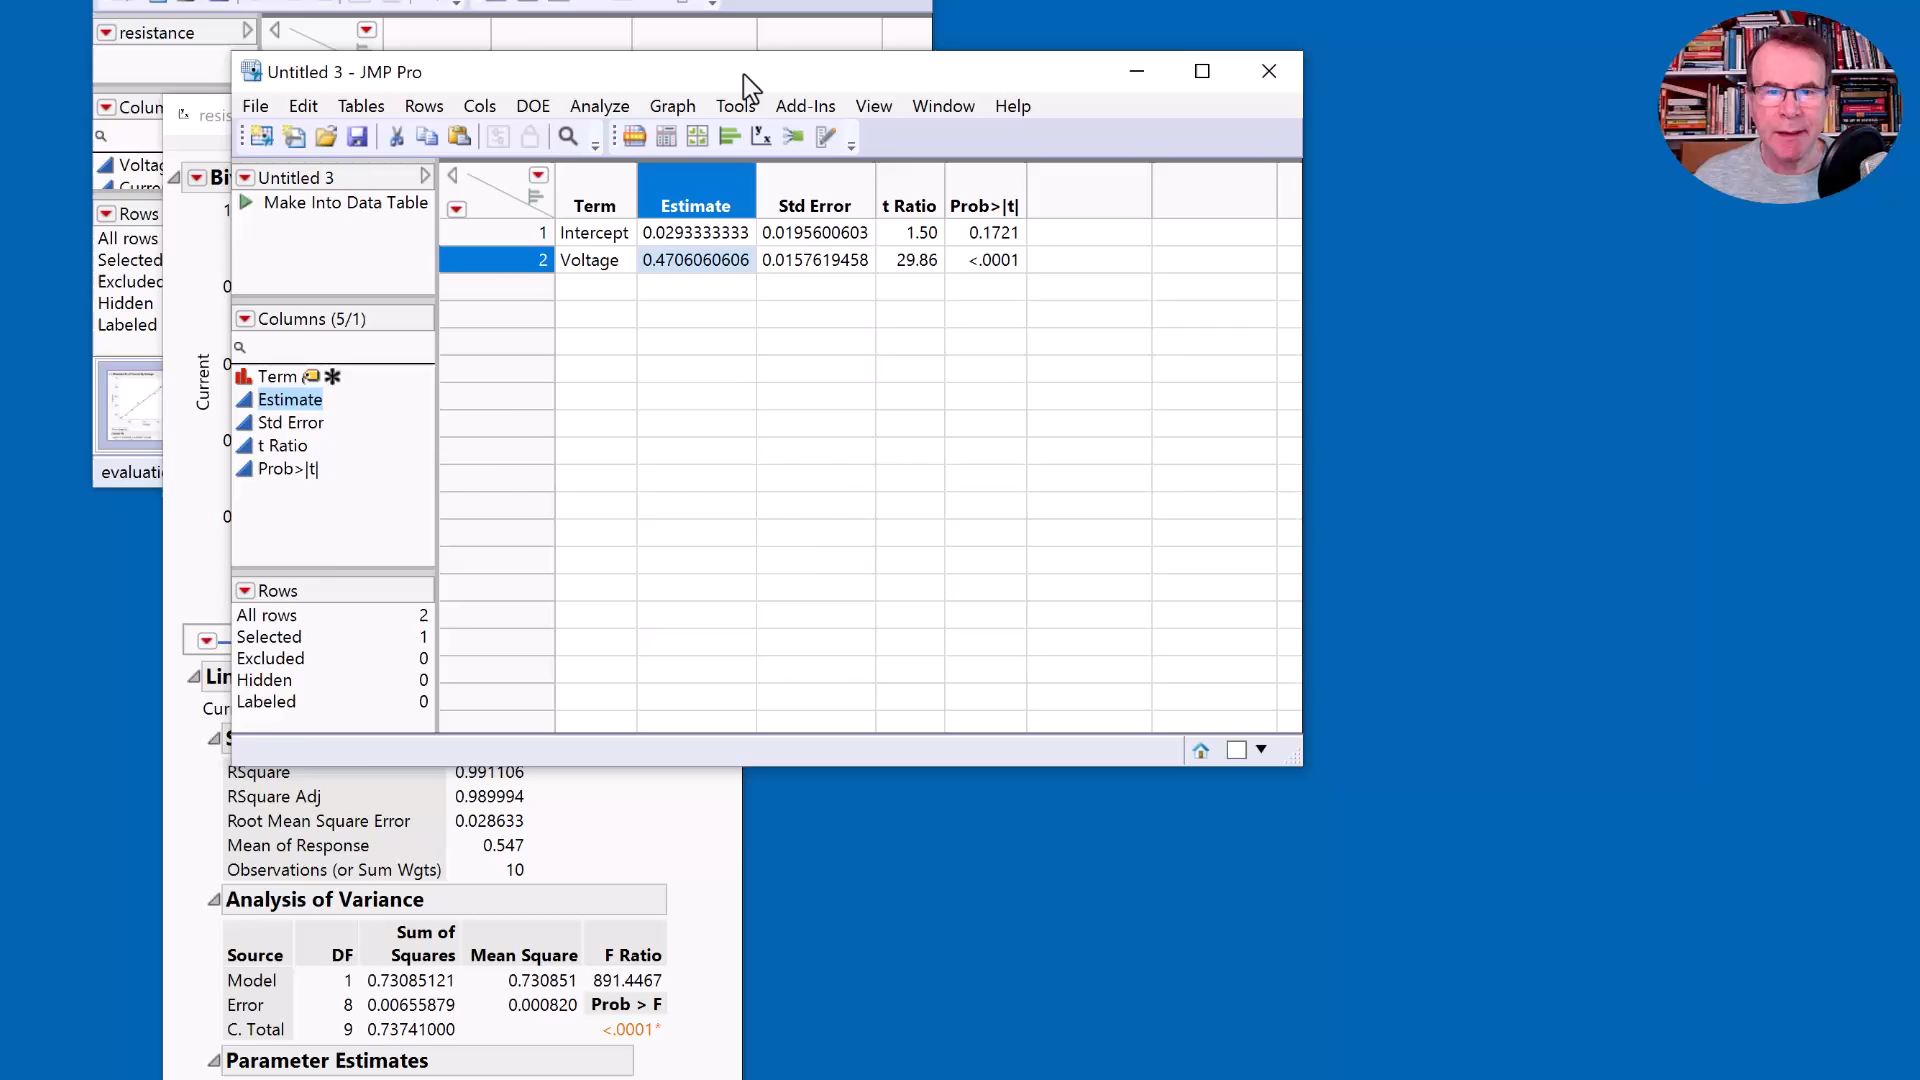 resistance
Untitled 3 - JMP Pro
File Edit Tables Rows Cols DOE Analyze Graph Tools Add-Ins View Window Help
Colum
resis
Voltag
Bi
Rows
All rows
Selected
Excluded
Hidden
Labeled
evaluati
Untitled 3
Make Into Data Table
Columns (5/1)
Term
Estimate
Std Error
t Ratio
Prob>|t|
Rows
All rows 2
Selected 1
Excluded 0
Hidden 0
Labeled 0
Term Estimate Std Error t Ratio Prob>|t|
1 Intercept 0.0293333333 0.0195600603 1.50 0.1721
2 Voltage 0.4706060606 0.0157619458 29.86 <.0001
Current
Lin
Cur
RSquare 0.991106
RSquare Adj 0.989994
Root Mean Square Error 0.028633
Mean of Response 0.547
Observations (or Sum Wgts) 10
Analysis of Variance
Source DF Sum of Squares Mean Square F Ratio
Model 1 0.73085121 0.730851 891.4467
Error 8 0.00655879 0.000820 Prob > F
C. Total 9 0.73741000 <.0001*
Parameter Estimates